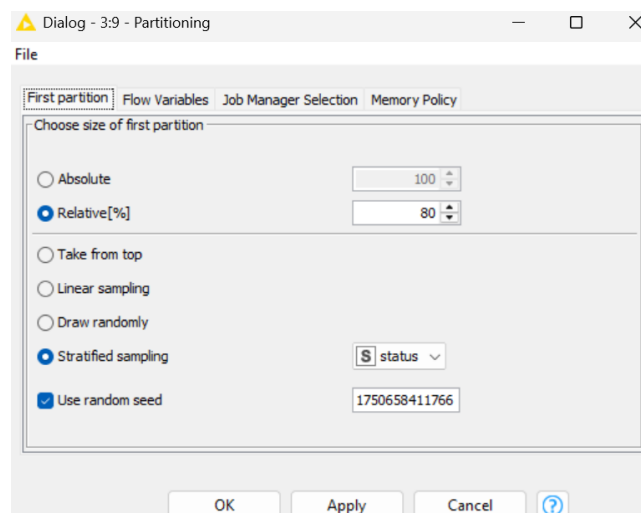 Dialog - 3:9 - Partitioning
File
First partition Flow Variables Job Manager Selection Memory Policy
Choose size of first partition
Absolute 100
Relative[%] 80
Take from top
Linear sampling
Draw randomly
Stratified sampling S status
Use random seed 1750658411766
OK Apply Cancel ?